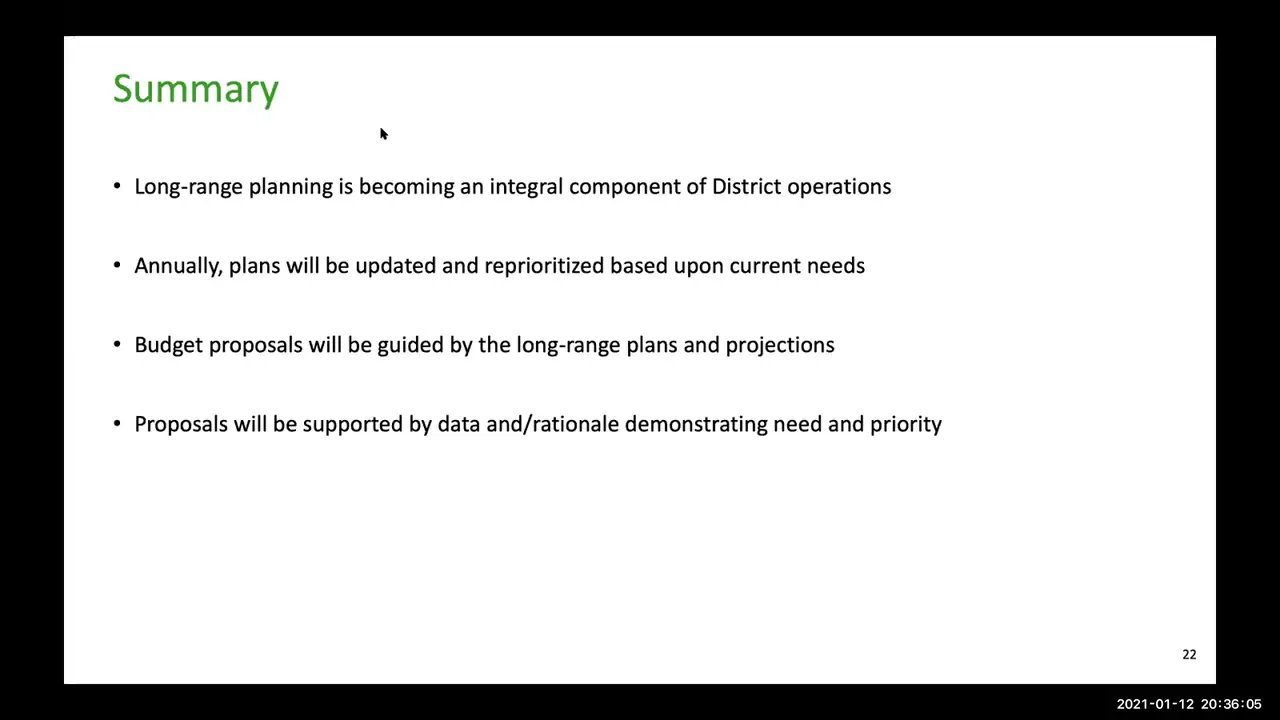 Summary
• Long-range planning is becoming an integral component of District operations
• Annually, plans will be updated and reprioritized based upon current needs
• Budget proposals will be guided by the long-range plans and projections
• Proposals will be supported by data and/rationale demonstrating need and priority
22
2021-01-12 20:36:05